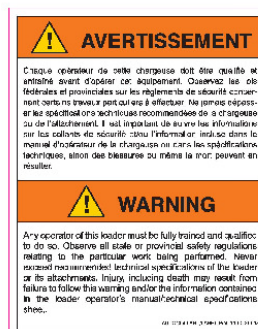 AVERTISSEMENT
Chaque opérateur de cette chargeuse doit être qualifié et
entraîné avant d'opérer cet équipement. Observez les lois
fédérales et provinciales sur les règlements de sécurité concer-
nant certains travaux particuliers à effectuer. Ne jamais dépass-
er les spécifications techniques recommandées de la chargeuse
ou de l'attachement. Il est important de suivre les informations
sur les collants de sécurité et/ou l'information incluse dans le
manuel d'opérateur de la chargeuse ou dans les spécifications
techniques, sinon des blessures ou même la mort peuvent en
résulter.
WARNING
Any operator of this loader must be fully trained and qualified
to do so. Observe all state or provincial safety regulations
relating to the particular work being performed. Never
exceed recommended technical specifications of the loader
or its attachments. Injury, including death may result from
failure to follow this warning and/or the information contained
in the loader operator's manual/technical specifications
sheet.